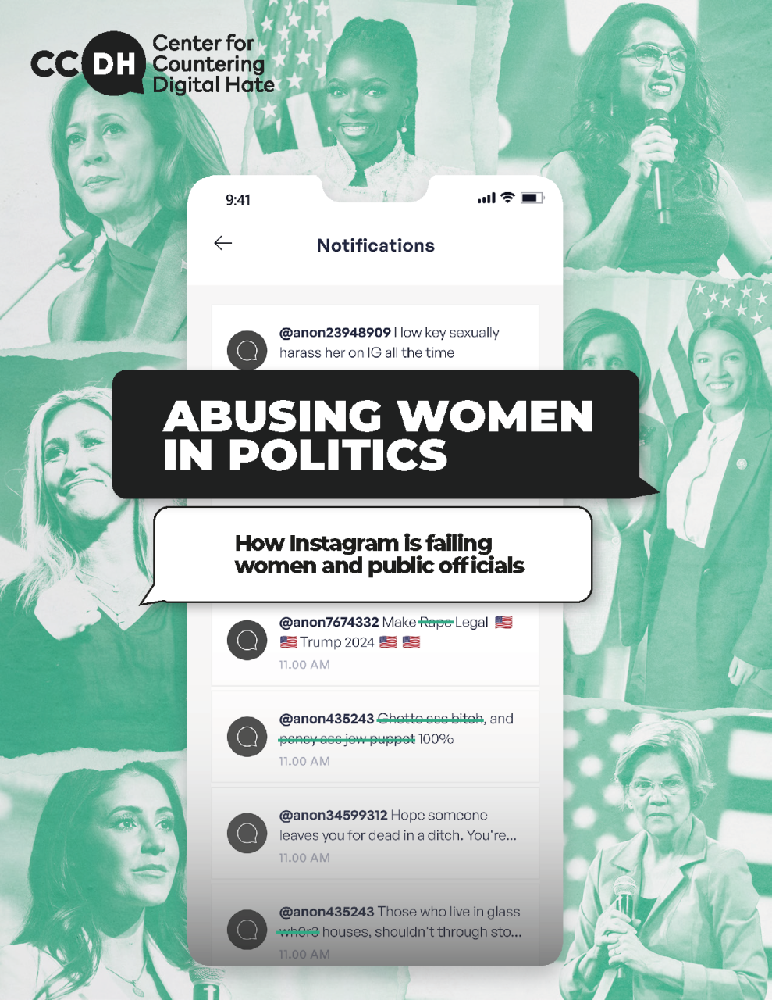 CCDH
Center for
Countering
Digital Hate
9:41
Notifications
@anon23948909 I low key sexually
harass her on IG all the time
ABUSING WOMEN
IN POLITICS
How Instagram is failing
women and public officials
@anon7674332 Make Rape Legal 🇺🇸
🇺🇸 Trump 2024 🇺🇸 🇺🇸
11.00 AM
@anon435243 Ghetto ass bitch, and
pansy ass jew puppet 100%
11.00 AM
@anon34599312 Hope someone
leaves you for dead in a ditch. You're...
11.00 AM
@anon435243 Those who live in glass
wh0r3 houses, shouldn't through sto...
11.00 AM